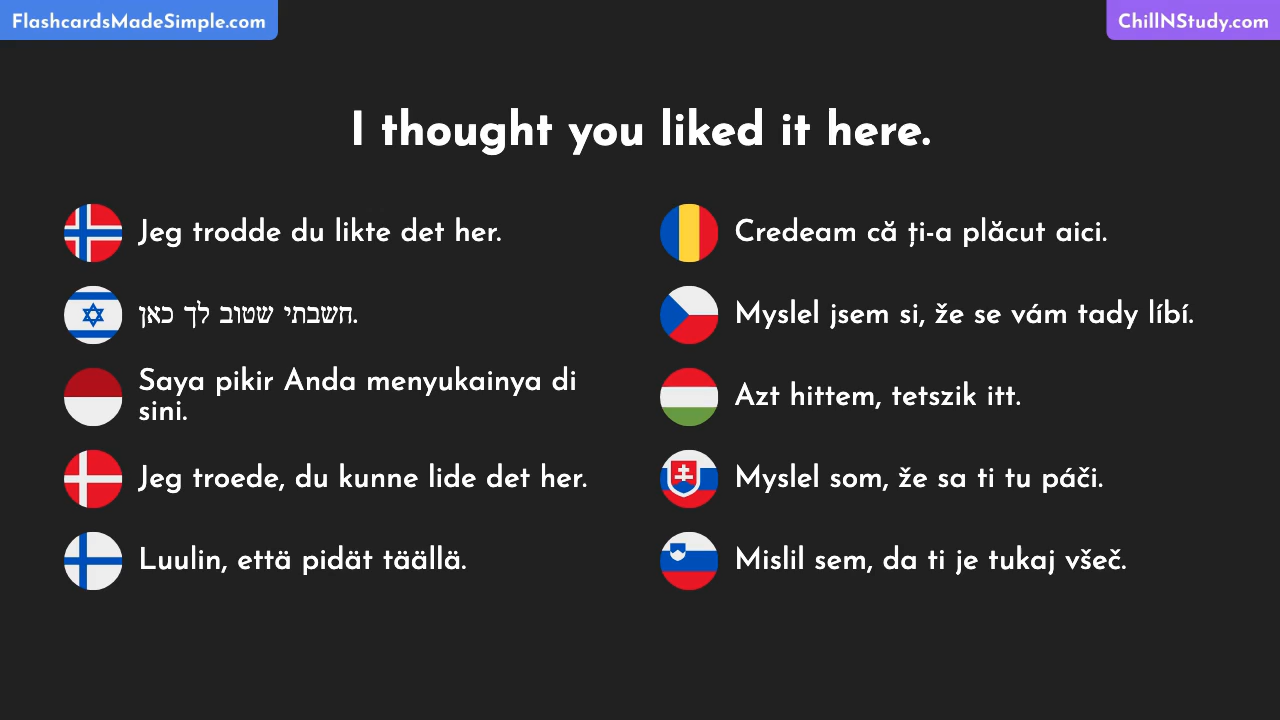 FlashcardsMadeSimple.com
ChillNStudy.com
I thought you liked it here.
Jeg trodde du likte det her.
חשבתי שטוב לך כאן.
Saya pikir Anda menyukainya di
sini.
Jeg troede, du kunne lide det her.
Luulin, että pidät täällä.
Credeam că ți-a plăcut aici.
Myslel jsem si, že se vám tady líbí.
Azt hittem, tetszik itt.
Myslel som, že sa ti tu páči.
Mislil sem, da ti je tukaj všeč.